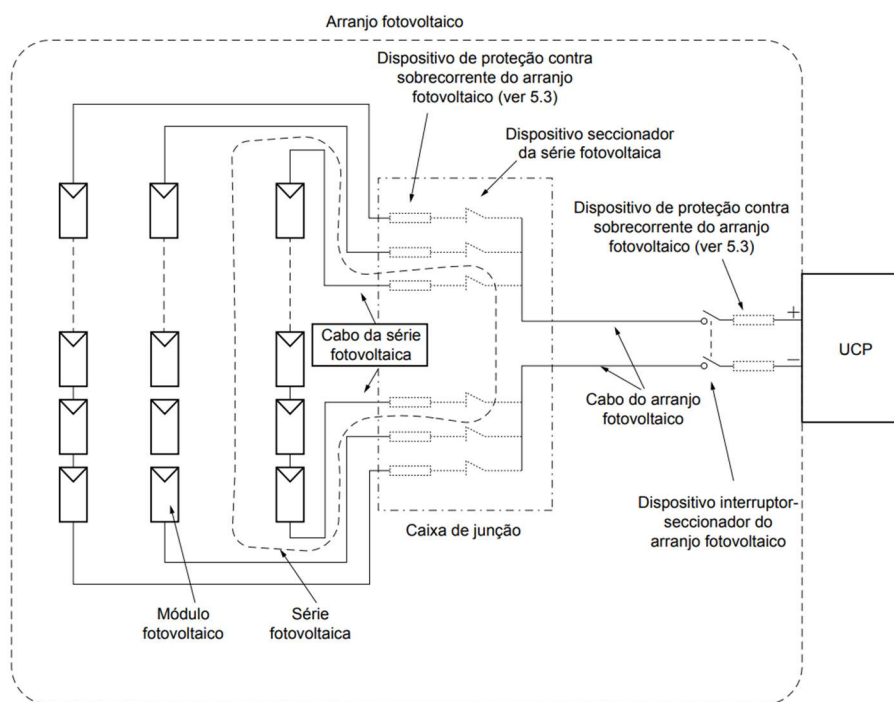 Arranjo fotovoltaico
Dispositivo de proteção contra
sobrecorrente do arranjo
fotovoltaico (ver 5.3)
Dispositivo seccionador
da série fotovoltaica
Dispositivo de proteção contra
sobrecorrente do arranjo
fotovoltaico (ver 5.3)
+
UCP
−
Cabo da série
fotovoltaica
Cabo do arranjo
fotovoltaico
Dispositivo interruptor-
seccionador do
arranjo fotovoltaico
Caixa de junção
Módulo
fotovoltaico
Série
fotovoltaica